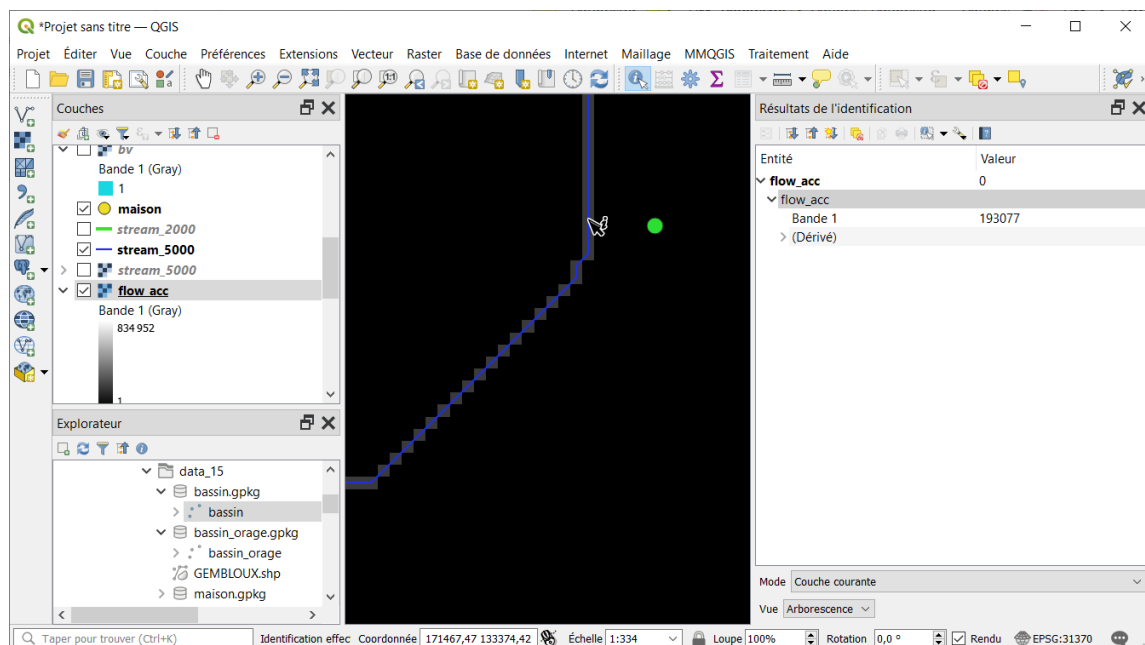 *Projet sans titre — QGIS
Projet Éditer Vue Couche Préférences Extensions Vecteur Raster Base de données Internet Maillage MMQGIS Traitement Aide
Couches
bv
Bande 1 (Gray)
1
maison
stream_2000
stream_5000
stream_5000
flow_acc
Bande 1 (Gray)
834 952
1
Explorateur
data_15
bassin.gpkg
bassin
bassin_orage.gpkg
bassin_orage
GEMBLOUX.shp
maison.gpkg
Résultats de l'identification
Entité Valeur
flow_acc 0
flow_acc
Bande 1 193077
(Dérivé)
Mode Couche courante
Vue Arborescence
Taper pour trouver (Ctrl+K) Identification effec Coordonnée 171467,47 133374,42 Échelle 1:334 Loupe 100% Rotation 0,0 ° Rendu EPSG:31370